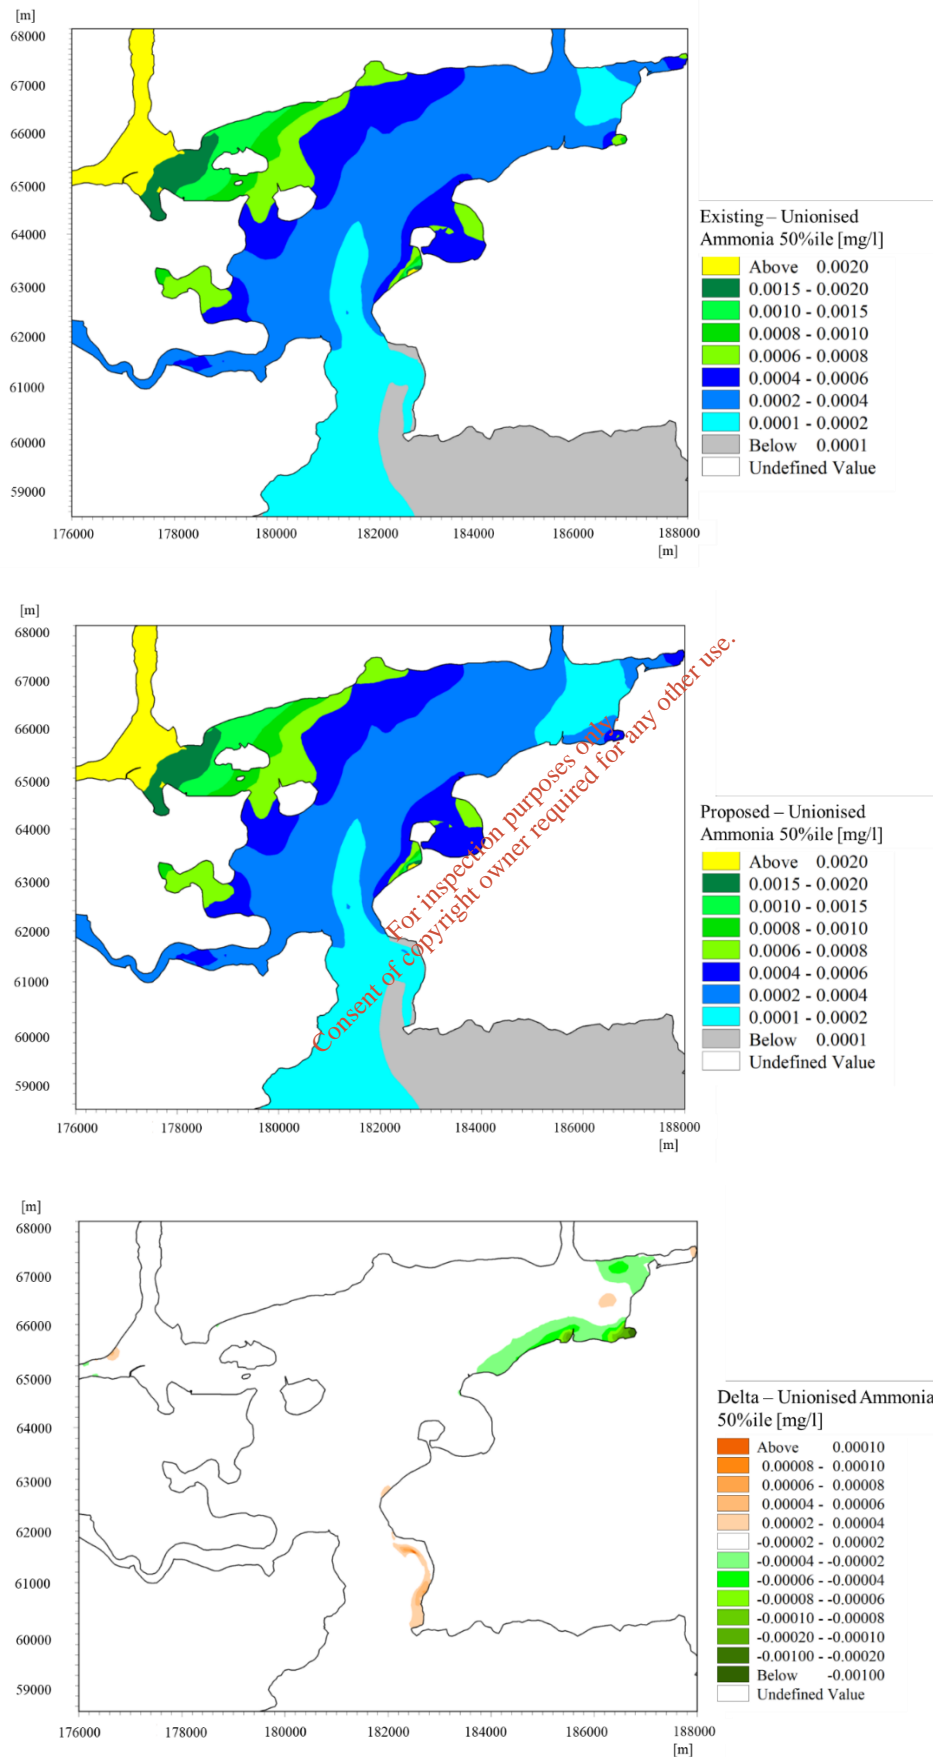 [m]
68000
67000
66000
65000
64000
63000
62000
61000
60000
59000
176000 178000 180000 182000 184000 186000 188000
[m]
Existing – Unionised
Ammonia 50%ile [mg/l]
Above 0.0020
0.0015 - 0.0020
0.0010 - 0.0015
0.0008 - 0.0010
0.0006 - 0.0008
0.0004 - 0.0006
0.0002 - 0.0004
0.0001 - 0.0002
Below 0.0001
Undefined Value
[m]
68000
67000
66000
65000
64000
63000
62000
61000
60000
59000
176000 178000 180000 182000 184000 186000 188000
[m]
For inspection purposes only.
Consent of copyright owner required for any other use.
Proposed – Unionised
Ammonia 50%ile [mg/l]
Above 0.0020
0.0015 - 0.0020
0.0010 - 0.0015
0.0008 - 0.0010
0.0006 - 0.0008
0.0004 - 0.0006
0.0002 - 0.0004
0.0001 - 0.0002
Below 0.0001
Undefined Value
[m]
68000
67000
66000
65000
64000
63000
62000
61000
60000
59000
176000 178000 180000 182000 184000 186000 188000
[m]
Delta – Unionised Ammonia
50%ile [mg/l]
Above 0.00010
0.00008 - 0.00010
0.00006 - 0.00008
0.00004 - 0.00006
0.00002 - 0.00004
-0.00002 - 0.00002
-0.00004 - -0.00002
-0.00006 - -0.00004
-0.00008 - -0.00006
-0.00010 - -0.00008
-0.00020 - -0.00010
-0.00100 - -0.00020
Below -0.00100
Undefined Value